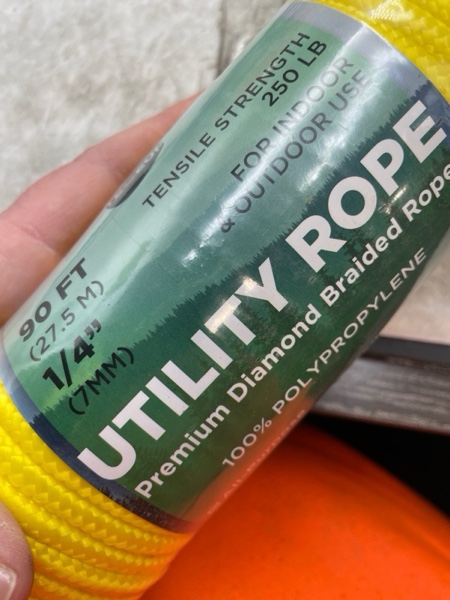 TENSILE STRENGTH
250 LB
FOR INDOOR
& OUTDOOR USE
90 FT
(27.5 M)
1/4"
(7MM)
UTILITY ROPE
Premium Diamond Braided Rope
100% POLYPROPYLENE